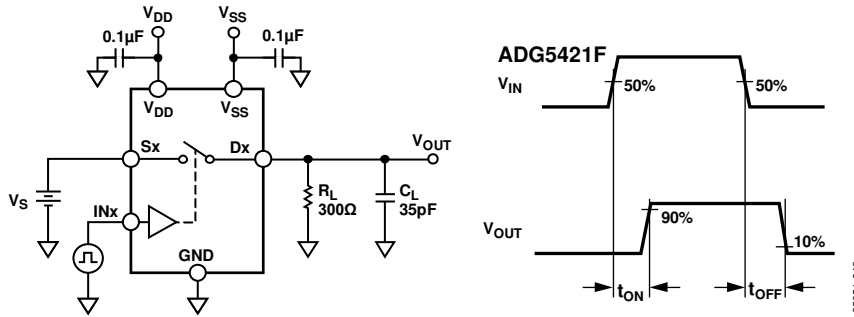 V_DD
V_SS
0.1µF
0.1µF
V_DD
V_SS
Sx
Dx
V_OUT
V_S
INx
R_L
300Ω
C_L
35pF
GND
ADG5421F
V_IN
50%
50%
V_OUT
90%
10%
t_ON
t_OFF